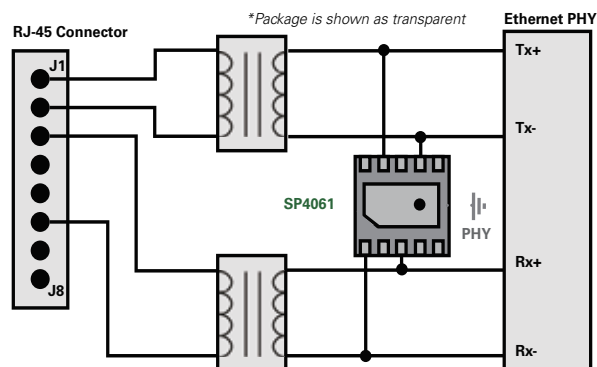 *Package is shown as transparent
Ethernet PHY
RJ-45 Connector
J1
Tx+
Tx-
SP4061
PHY
Rx+
J8
Rx-